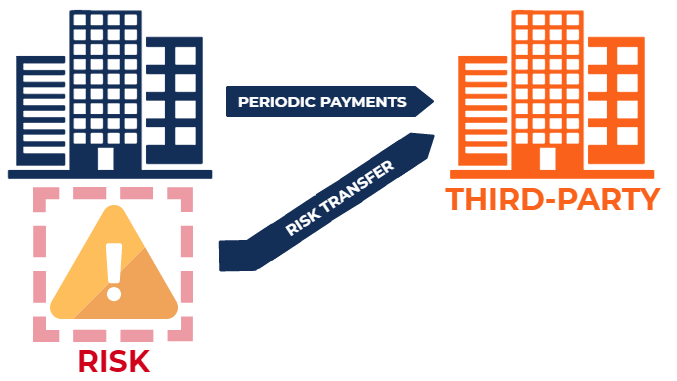 PERIODIC PAYMENTS
RISK TRANSFER
THIRD-PARTY
RISK